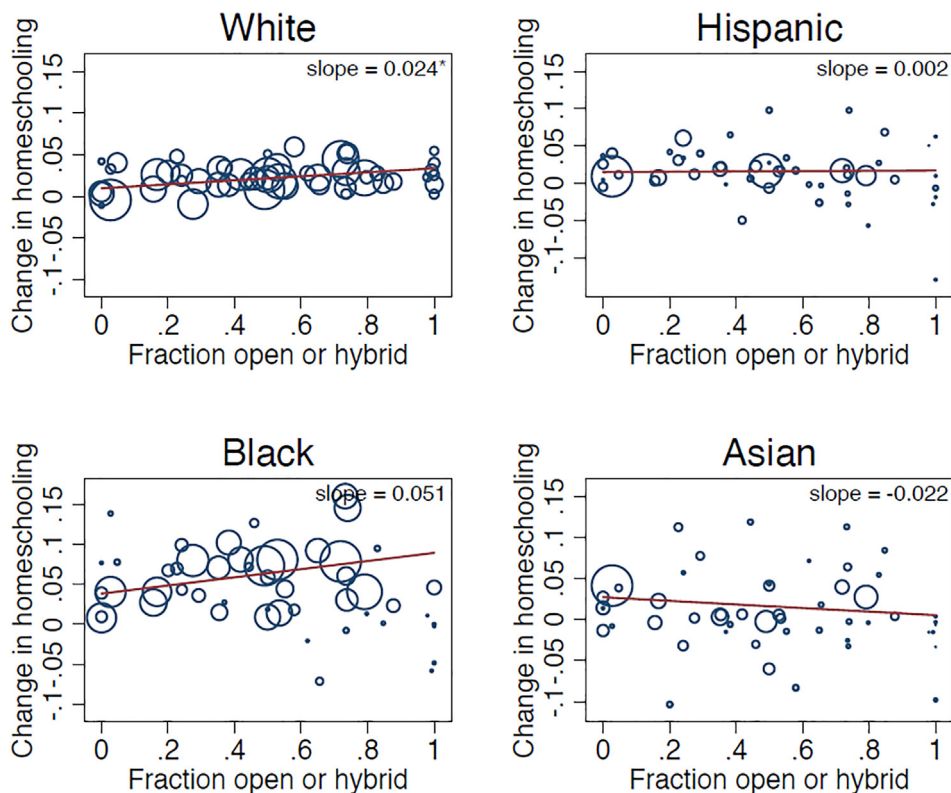 White
slope = 0.024*
Change in homeschooling
-.1 -.05 0 .05 .1 .15
0 .2 .4 .6 .8 1
Fraction open or hybrid
Hispanic
slope = 0.002
Change in homeschooling
-.1 -.05 0 .05 .1 .15
0 .2 .4 .6 .8 1
Fraction open or hybrid
Black
slope = 0.051
Change in homeschooling
-.1 -.05 0 .05 .1 .15
0 .2 .4 .6 .8 1
Fraction open or hybrid
Asian
slope = -0.022
Change in homeschooling
-.1 -.05 0 .05 .1 .15
0 .2 .4 .6 .8 1
Fraction open or hybrid